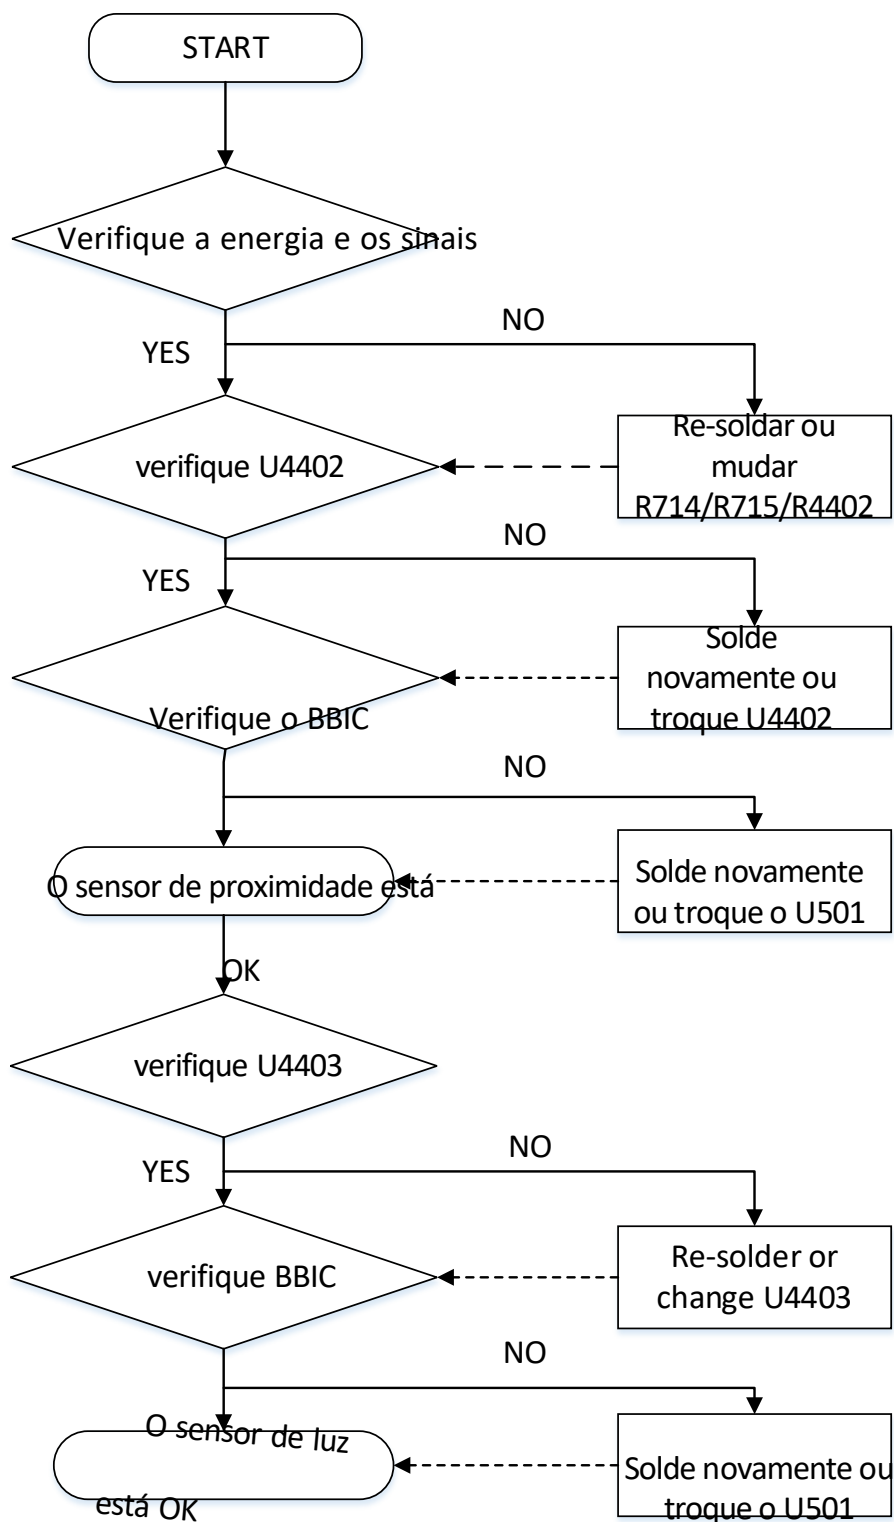 START
Verifique a energia e os sinais
NO
YES
Re-soldar ou
mudar
R714/R715/R4402
verifique U4402
NO
YES
Solde
novamente ou
troque U4402
Verifique o BBIC
NO
Solde novamente
ou troque o U501
O sensor de proximidade está
OK
verifique U4403
NO
YES
Re-solder or
change U4403
verifique BBIC
NO
O sensor de luz
está OK
Solde novamente ou
troque o U501